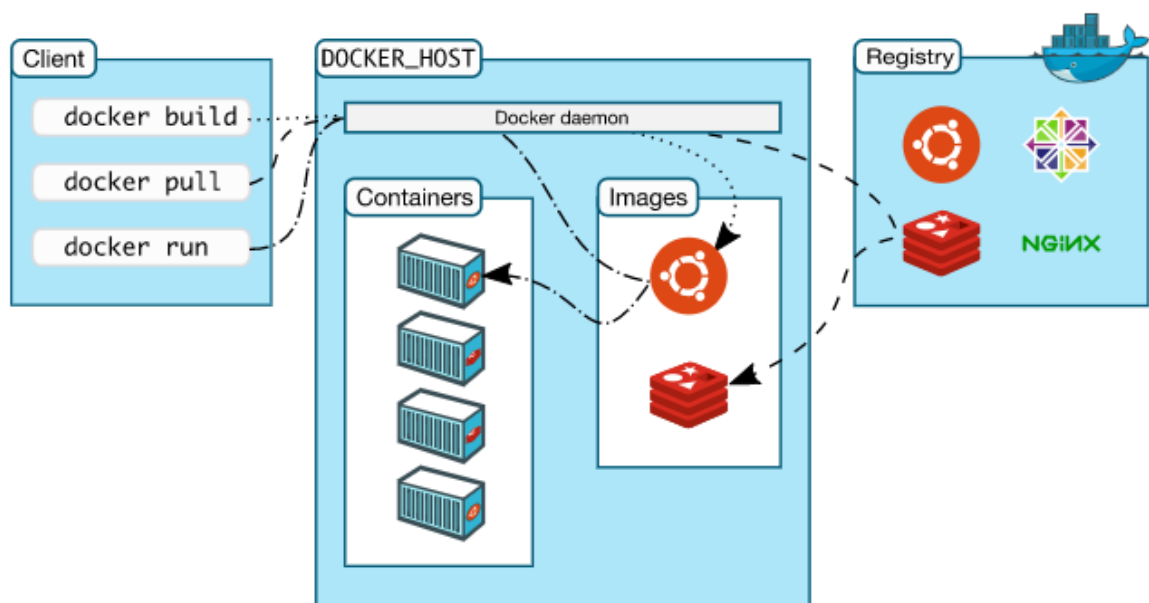 Client
docker build
docker pull
docker run
DOCKER_HOST
Docker daemon
Containers
Images
Registry
NGiNX